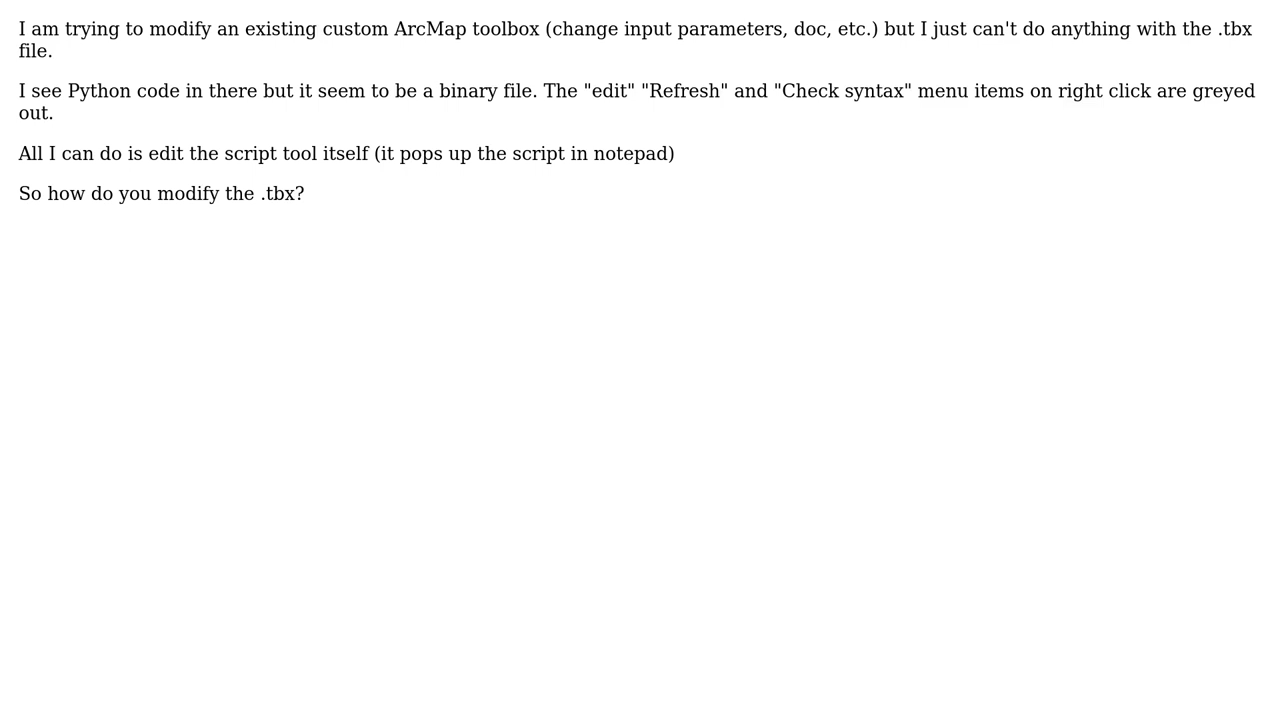 I am trying to modify an existing custom ArcMap toolbox (change input parameters, doc, etc.) but I just can't do anything with the .tbx
file.
I see Python code in there but it seem to be a binary file. The "edit" "Refresh" and "Check syntax" menu items on right click are greyed
out.
All I can do is edit the script tool itself (it pops up the script in notepad)
So how do you modify the .tbx?